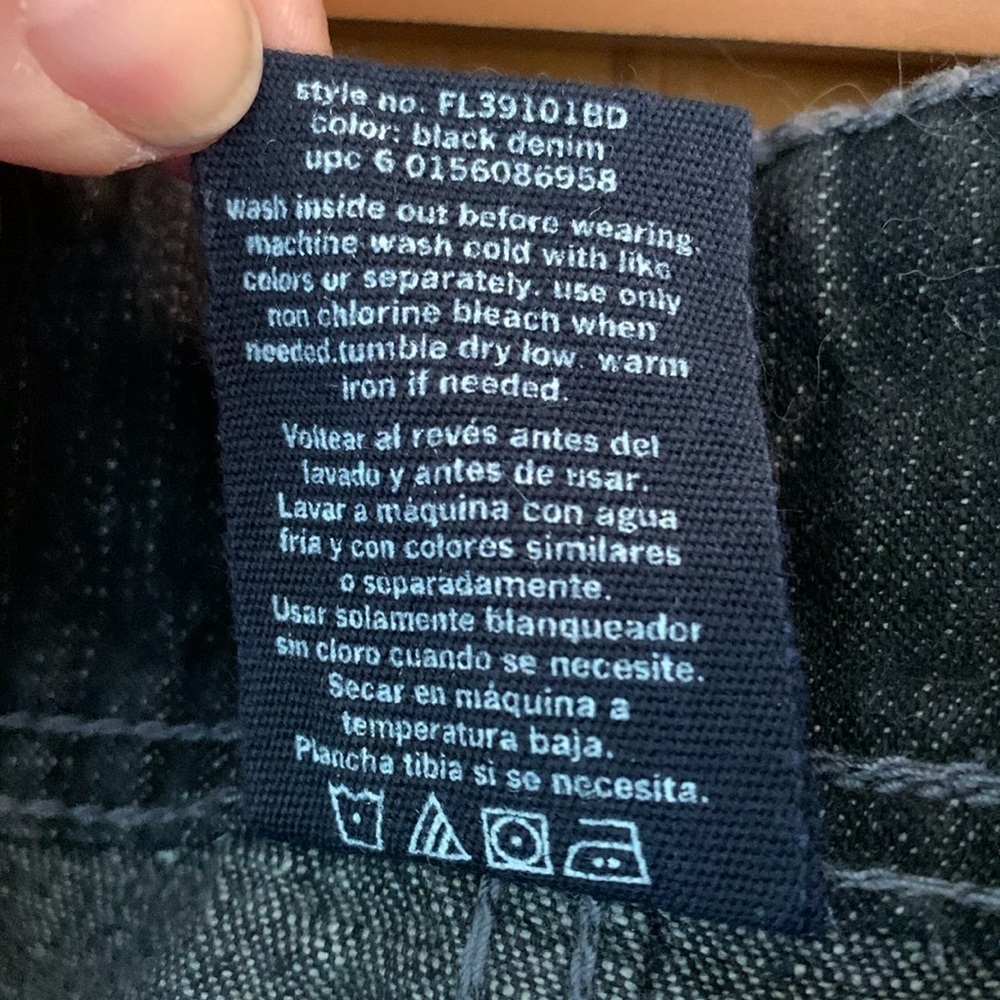 style no. FL39101BD
color: black denim
upc 6 0156086958
wash inside out before wearing.
machine wash cold with like
colors or separately. use only
non chlorine bleach when
needed.tumble dry low. warm
iron if needed.
Voltear al revés antes del
lavado y antes de usar.
Lavar a máquina con agua
fría y con colores similares
o separadamente.
Usar solamente blanqueador
sin cloro cuando se necesite.
Secar en máquina a
temperatura baja.
Plancha tibia si se necesita.